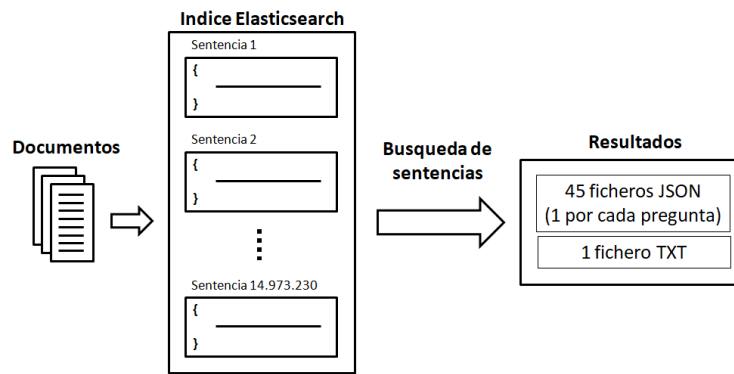 Indice Elasticsearch
Sentencia 1
{
}
Sentencia 2
{
}
Sentencia 14.973.230
{
}
Documentos
Busqueda de
sentencias
Resultados
45 ficheros JSON
(1 por cada pregunta)
1 fichero TXT